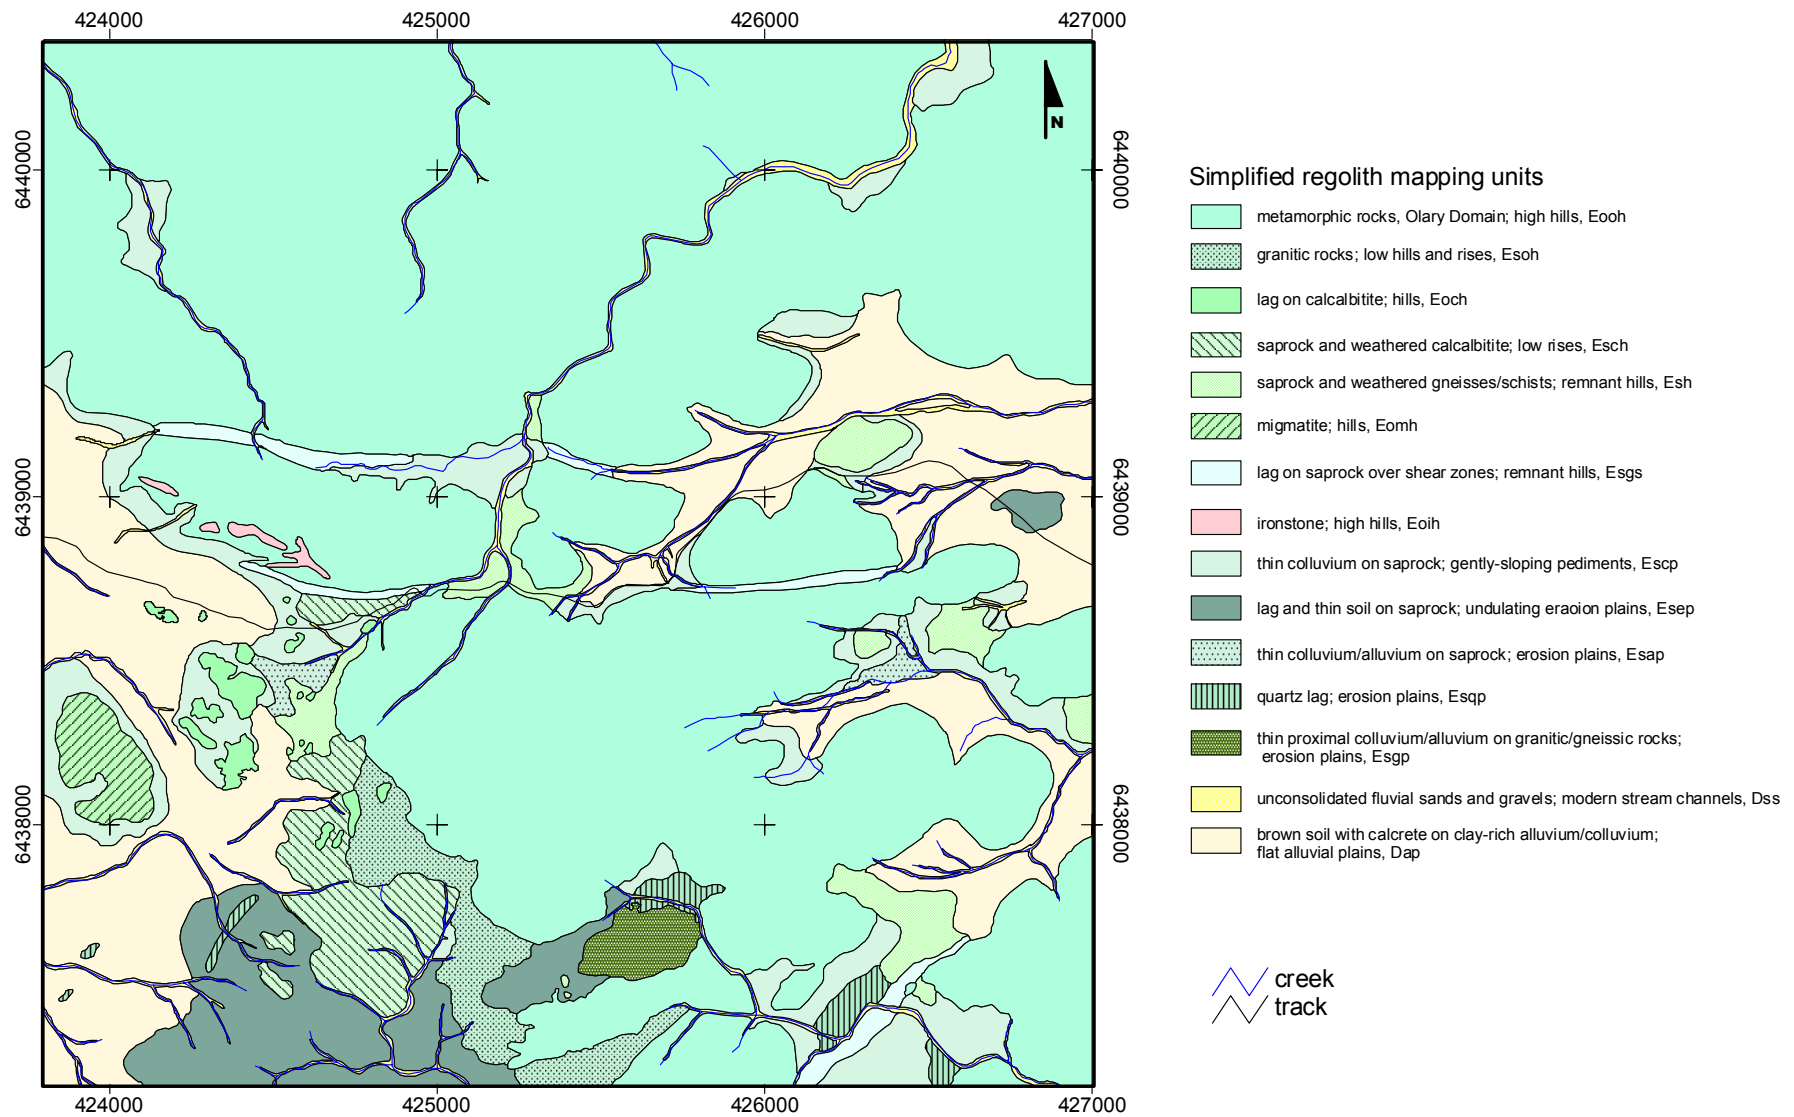 424000 425000 426000 427000
6440000 6440000
N
6439000 6439000
6438000 6438000
424000 425000 426000 427000
Simplified regolith mapping units
metamorphic rocks, Olary Domain; high hills, Eooh
granitic rocks; low hills and rises, Esoh
lag on calcalbitite; hills, Eoch
saprock and weathered calcalbitite; low rises, Esch
saprock and weathered gneisses/schists; remnant hills, Esh
migmatite; hills, Eomh
lag on saprock over shear zones; remnant hills, Esgs
ironstone; high hills, Eoih
thin colluvium on saprock; gently-sloping pediments, Escp
lag and thin soil on saprock; undulating eraoion plains, Esep
thin colluvium/alluvium on saprock; erosion plains, Esap
quartz lag; erosion plains, Esqp
thin proximal colluvium/alluvium on granitic/gneissic rocks;
erosion plains, Esgp
unconsolidated fluvial sands and gravels; modern stream channels, Dss
brown soil with calcrete on clay-rich alluvium/colluvium;
flat alluvial plains, Dap
creek
track